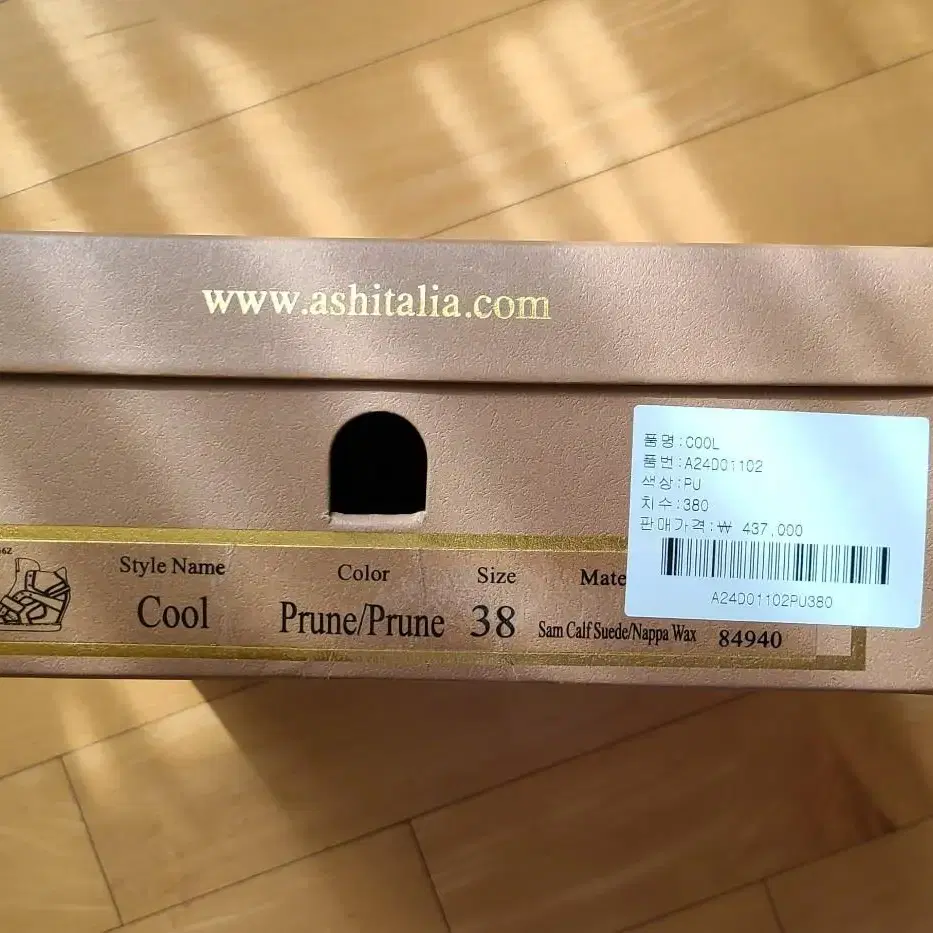 www.ashitalia.com
품명:COOL
품번:A24D01102
색상:PU
치수:380
판매가격:₩ 437,000
A24D01102PU380
Style Name Color Size Mate
Cool Prune/Prune 38 Sam Calf Suede/Nappa Wax 84940